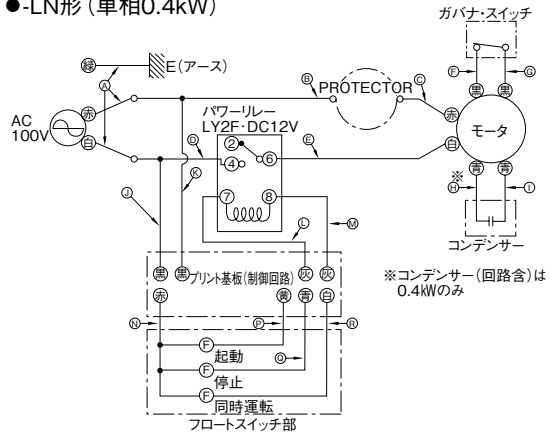 ●-LN形（単相0.4kW）
ガバナ・スイッチ
緑 E（アース）
Ⓐ
Ⓑ PROTECTOR Ⓒ
Ⓕ Ⓖ
黒 黒
AC
100V
赤
白
パワーリレー
LY2F・DC12V
赤
白
モータ
Ⓓ Ⓔ
② ④ ⑥
⑦ ⑧
青 青
※
Ⓗ Ⓘ
コンデンサー
Ⓙ Ⓚ Ⓛ Ⓜ
※コンデンサー（回路含）は
0.4kWのみ
黒 黒 プリント基板（制御回路） 灰 灰
赤 黄 青 白
Ⓝ Ⓟ Ⓡ
Ⓕ
起動
Ⓠ
Ⓕ
停止
Ⓕ
同時運転
フロートスイッチ部